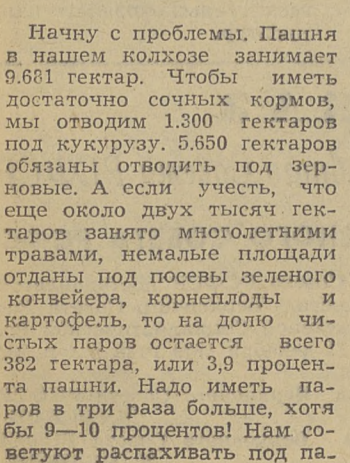 Начну с проблемы. Пашня
в нашем колхозе занимает
9.681 гектар. Чтобы иметь
достаточно сочных кормов,
мы отводим 1.300 гектаров
под кукурузу. 5.650 гектаров
обязаны отводить под зер-
новые. А если учесть, что
еще около двух тысяч гек-
таров занято многолетними
травами, немалые площади
отданы под посевы зеленого
конвейера, корнеплоды и
картофель, то на долю чи-
стых паров остается всего
382 гектара, или 3,9 процен-
та пашни. Надо иметь па-
ров в три раза больше, хотя
бы 9—10 процентов! Нам со-
ветуют распахивать под па-